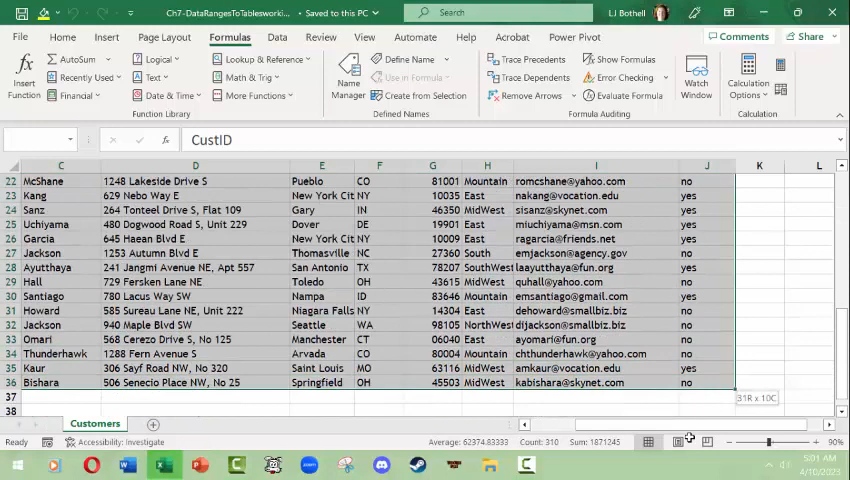 Ch7-DataRangesToTablesworki... • Saved to this PC
Search
LJ Bothell
File Home Insert Page Layout Formulas Data Review View Automate Help Acrobat Power Pivot Comments Share
fx Insert Function
AutoSum Logical Lookup & Reference
Recently Used Text Math & Trig
Financial Date & Time More Functions
Function Library
Name Manager
Define Name
Use in Formula
Create from Selection
Defined Names
Trace Precedents Show Formulas
Trace Dependents Error Checking
Remove Arrows Evaluate Formula
Formula Auditing
Watch Window
Calculation Options
Calculation
fx CustID
C D E F G H I J K L
22 McShane 1248 Lakeside Drive S Pueblo CO 81001 Mountain romcshane@yahoo.com no
23 Kang 629 Nebo Way E New York City NY 10035 East nakang@vocation.edu yes
24 Sanz 264 Tonteel Drive S, Flat 109 Gary IN 46350 MidWest sisanz@skynet.com yes
25 Uchiyama 480 Dogwood Road S, Unit 229 Dover DE 19901 East miuchiyama@msn.com yes
26 Garcia 645 Haean Blvd E New York City NY 10009 East ragarcia@friends.net yes
27 Jackson 1253 Autumn Blvd E Thomasville NC 27360 South emjackson@agency.gov no
28 Ayutthaya 241 Jangmi Avenue NE, Apt 557 San Antonio TX 78207 SouthWest laayutthaya@fun.org yes
29 Hall 729 Fersken Lane NE Toledo OH 43615 MidWest quhall@yahoo.com no
30 Santiago 780 Lacus Way SW Nampa ID 83646 Mountain emsantiago@gmail.com yes
31 Howard 585 Sureau Lane NE, Unit 222 Niagara Falls NY 14304 East dehoward@smallbiz.biz no
32 Jackson 940 Maple Blvd SW Seattle WA 98105 NorthWest dijackson@smallbiz.biz no
33 Omari 568 Cerezo Drive S, No 125 Manchester CT 06040 East ayomari@fun.org no
34 Thunderhawk 1288 Fern Avenue S Arvada CO 80004 Mountain chthunderhawk@yahoo.com no
35 Kaur 306 Sayf Road NW, No 320 Saint Louis MO 63116 MidWest amkaur@vocation.edu yes
36 Bishara 506 Senecio Place NW, No 25 Springfield OH 45503 MidWest kabishara@skynet.com no
37
31R x 10C
38
Customers
Ready Accessibility: Investigate Average: 62374.83333 Count: 310 Sum: 1871245 90%
5:01 AM
4/10/2023